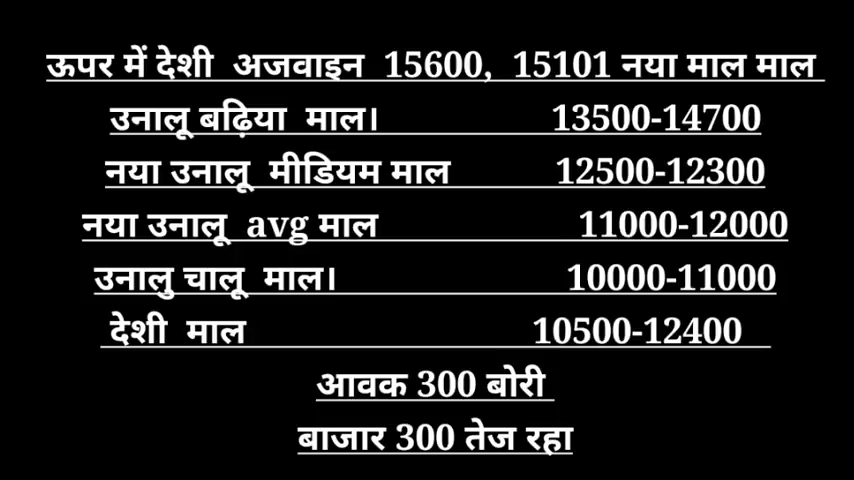 ऊपर में देशी अजवाइन 15600, 15101 नया माल माल
उनालू बढ़िया माल। 13500-14700
नया उनालू मीडियम माल 12500-12300
नया उनालू avg माल 11000-12000
उनालु चालू माल। 10000-11000
देशी माल 10500-12400
आवक 300 बोरी
बाजार 300 तेज रहा